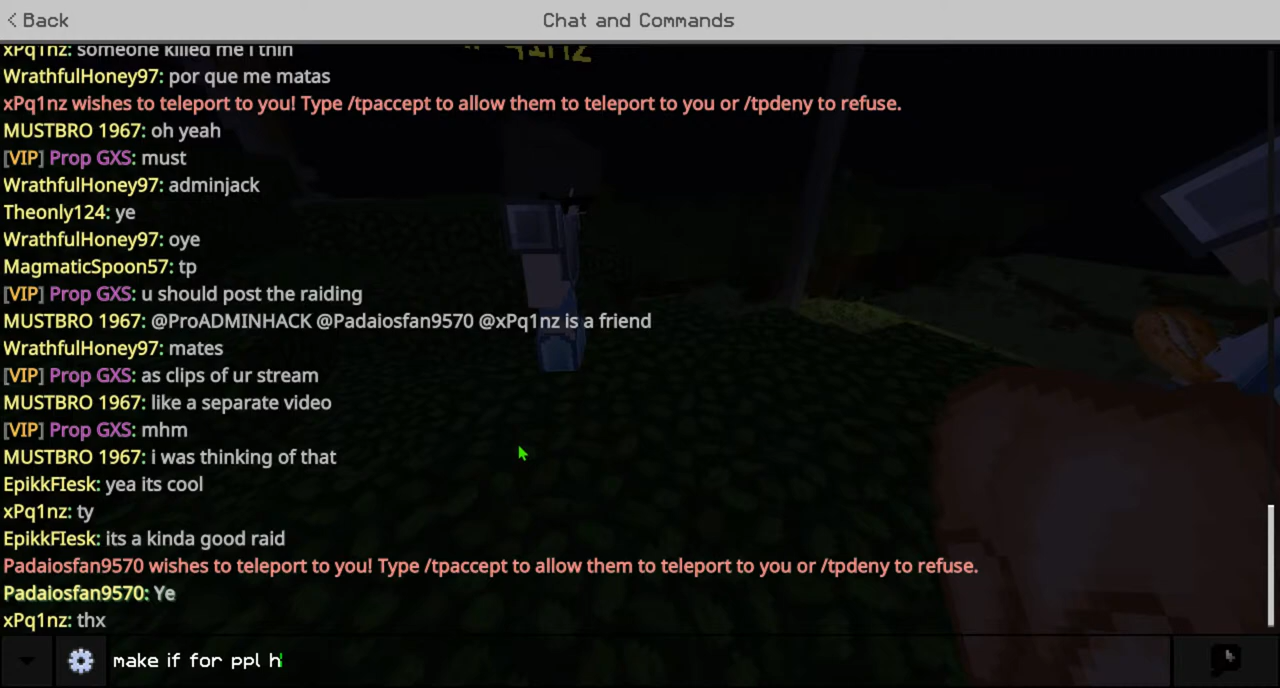 Back
Chat and Commands
xPq1nz: someone killed me i thin
WrathfulHoney97: por que me matas
xPq1nz wishes to teleport to you! Type /tpaccept to allow them to teleport to you or /tpdeny to refuse.
MUSTBRO 1967: oh yeah
[VIP] Prop GXS: must
WrathfulHoney97: adminjack
Theonly124: ye
WrathfulHoney97: oye
MagmaticSpoon57: tp
[VIP] Prop GXS: u should post the raiding
MUSTBRO 1967: @ProADMINHACK @Padaiosfan9570 @xPq1nz is a friend
WrathfulHoney97: mates
[VIP] Prop GXS: as clips of ur stream
MUSTBRO 1967: like a separate video
[VIP] Prop GXS: mhm
MUSTBRO 1967: i was thinking of that
EpikkFIesk: yea its cool
xPq1nz: ty
EpikkFIesk: its a kinda good raid
Padaiosfan9570 wishes to teleport to you! Type /tpaccept to allow them to teleport to you or /tpdeny to refuse.
Padaiosfan9570: Ye
xPq1nz: thx
make if for ppl h